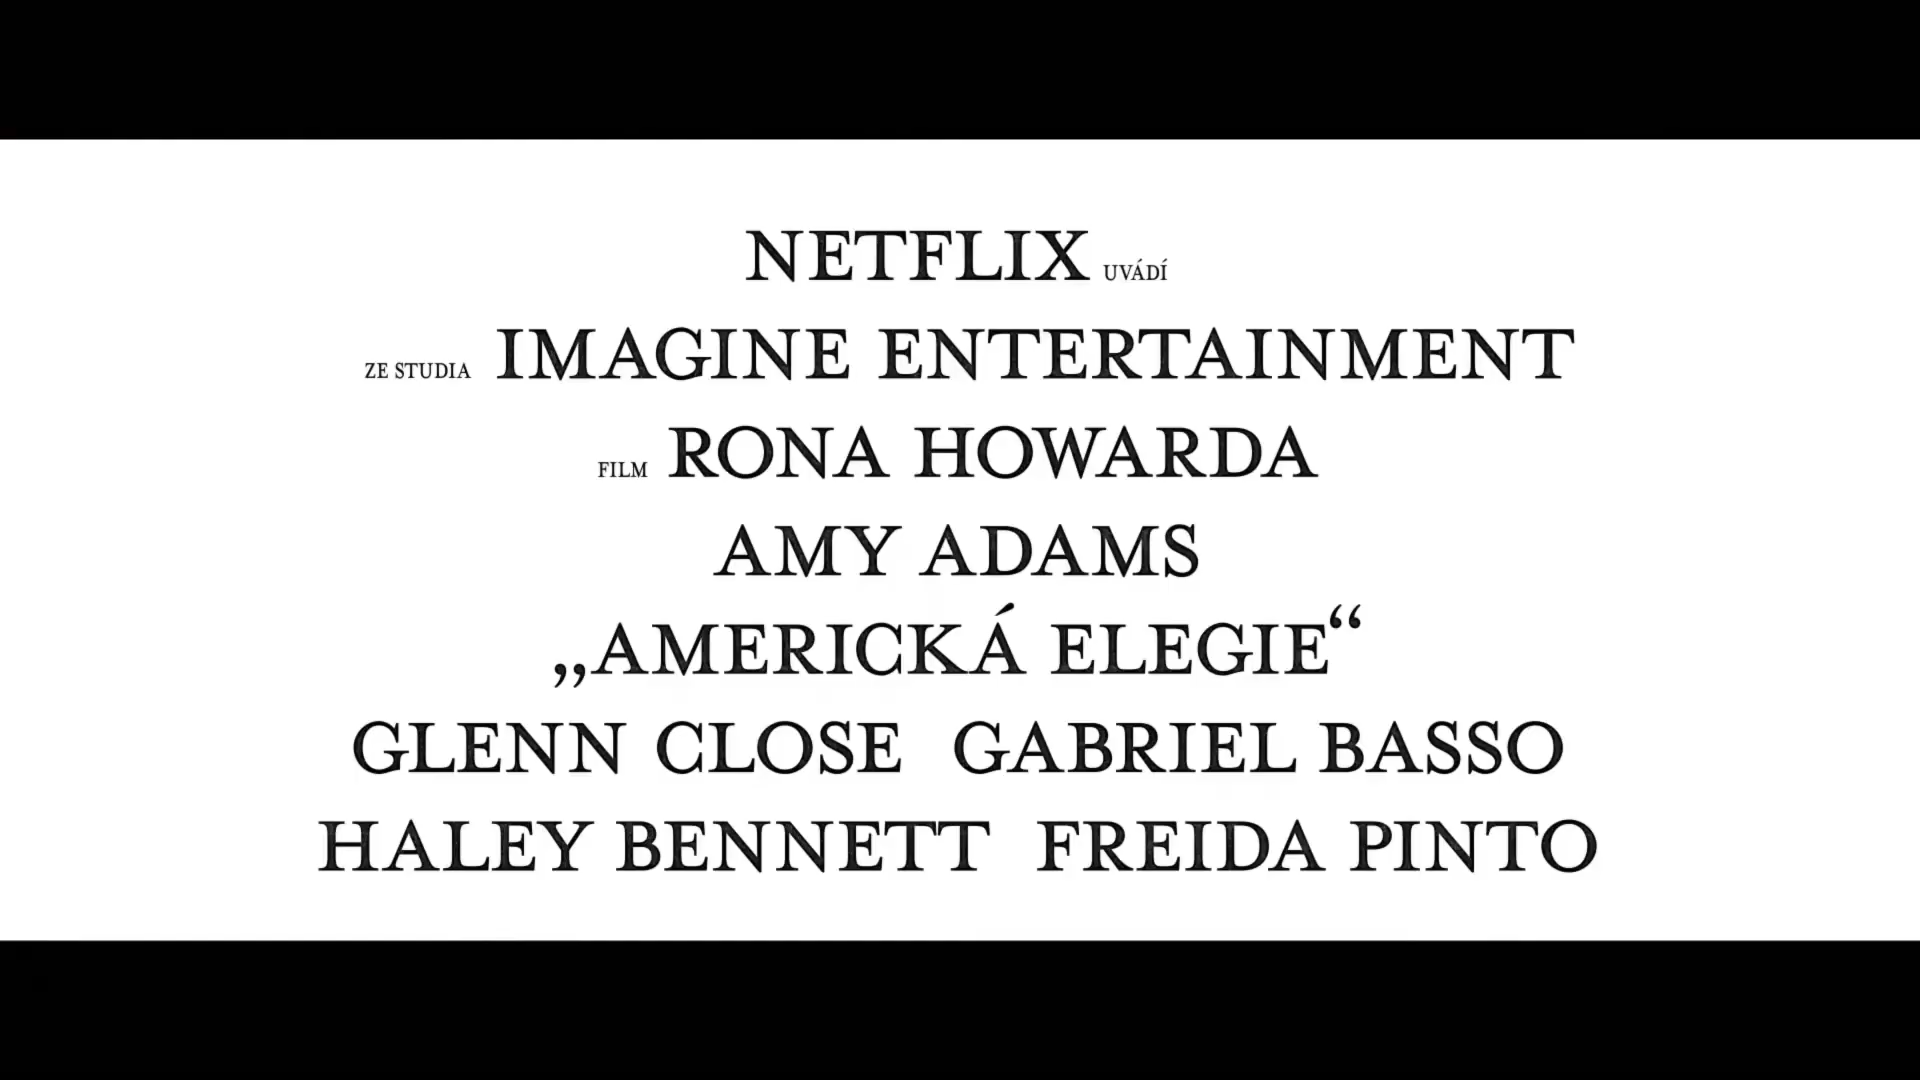 NETFLIX UVÁDÍ
ZE STUDIA IMAGINE ENTERTAINMENT
FILM RONA HOWARDA
AMY ADAMS
„AMERICKÁ ELEGIE“
GLENN CLOSE GABRIEL BASSO
HALEY BENNETT FREIDA PINTO